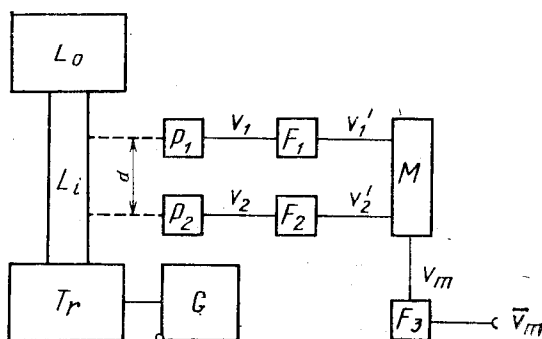 L₀
Lᵢ
d
P₁
V₁
F₁
V₁'
M
P₂
V₂
F₂
V₂'
Vₘ
Tr
G
F₃
V̄ₘ